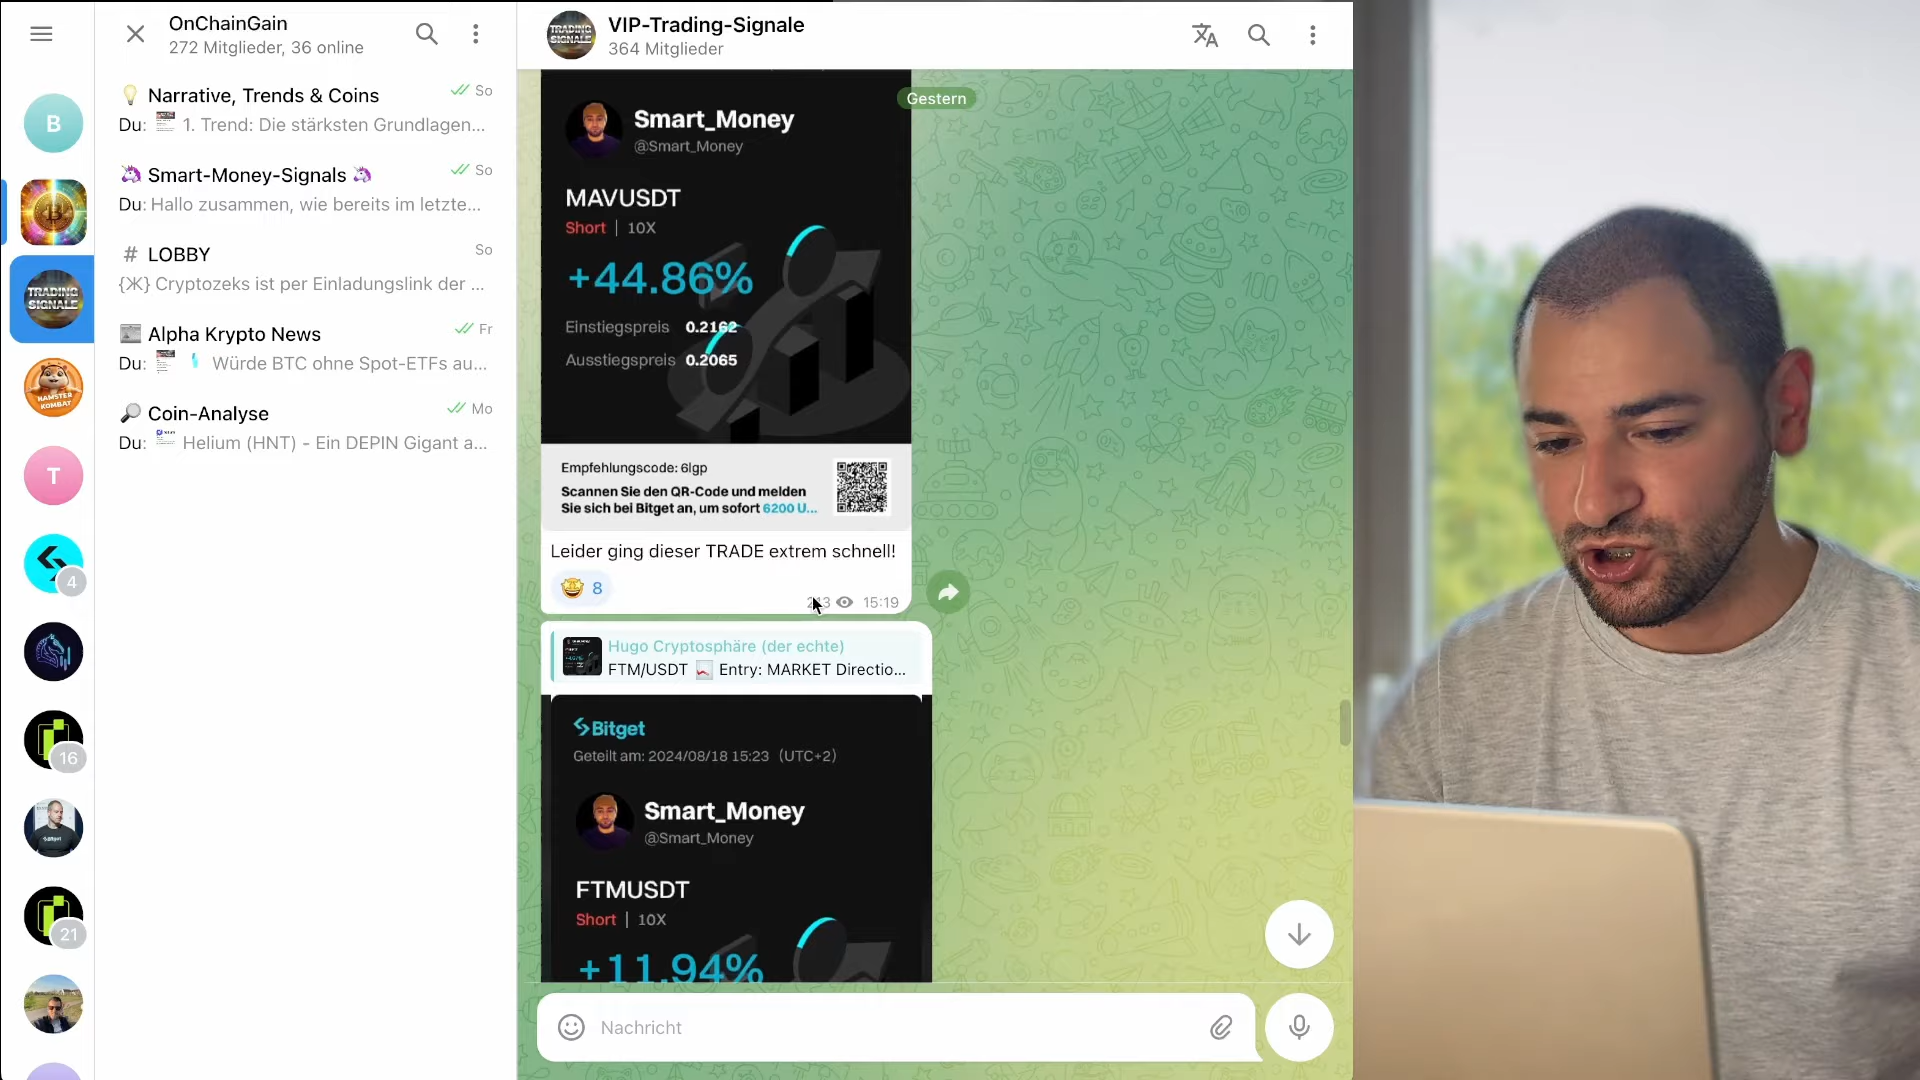 OnChainGain
272 Mitglieder, 36 online
Narrative, Trends & Coins
So
Du: 1. Trend: Die stärksten Grundlagen...
Smart-Money-Signals
So
Du: Hallo zusammen, wie bereits im letzte...
# LOBBY
So
{Ж} Cryptozeks ist per Einladungslink der ...
Alpha Krypto News
Fr
Du: Würde BTC ohne Spot-ETFs au...
Coin-Analyse
Mo
Du: Helium (HNT) - Ein DEPIN Gigant a...
B
TRADING
SIGNALE
HAMSTER
KOMBAT
T
4
16
21
TRADING
SIGNALE
VIP-Trading-Signale
364 Mitglieder
Gestern
Smart_Money
@Smart_Money
MAVUSDT
Short | 10X
+44.86%
Einstiegspreis 0.2162
Ausstiegspreis 0.2065
Empfehlungscode: 6lgp
Scannen Sie den QR-Code und melden
Sie sich bei Bitget an, um sofort 6200 U...
Leider ging dieser TRADE extrem schnell!
8
15:19
Hugo Cryptosphäre (der echte)
FTM/USDT Entry: MARKET Directio...
Bitget
Geteilt am: 2024/08/18 15:23 (UTC+2)
Smart_Money
@Smart_Money
FTMUSDT
Short | 10X
+11.94%
Nachricht